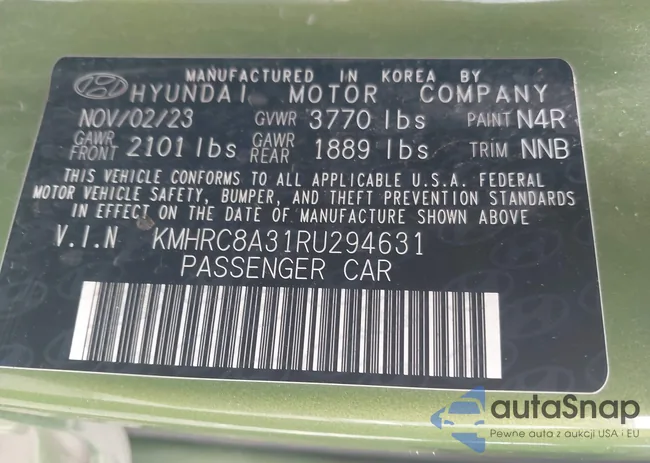 MANUFACTURED IN KOREA BY
HYUNDAI MOTOR COMPANY
NOV/02/23 GVWR 3770 lbs PAINT N4R
GAWR FRONT 2101 lbs GAWR REAR 1889 lbs TRIM NNB
THIS VEHICLE CONFORMS TO ALL APPLICABLE U.S.A. FEDERAL
MOTOR VEHICLE SAFETY, BUMPER, AND THEFT PREVENTION STANDARDS
IN EFFECT ON THE DATE OF MANUFACTURE SHOWN ABOVE
V.I.N KMHRC8A31RU294631
PASSENGER CAR
autaSnap
Pewne auta z aukcji USA i EU